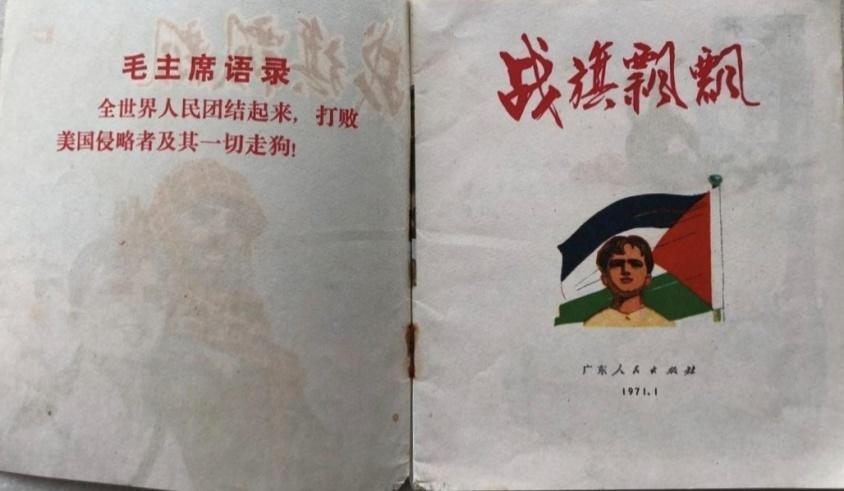 毛主席语录
全世界人民团结起来，打败
美国侵略者及其一切走狗！
战旗飘飘
广东人民出版社
1971.1